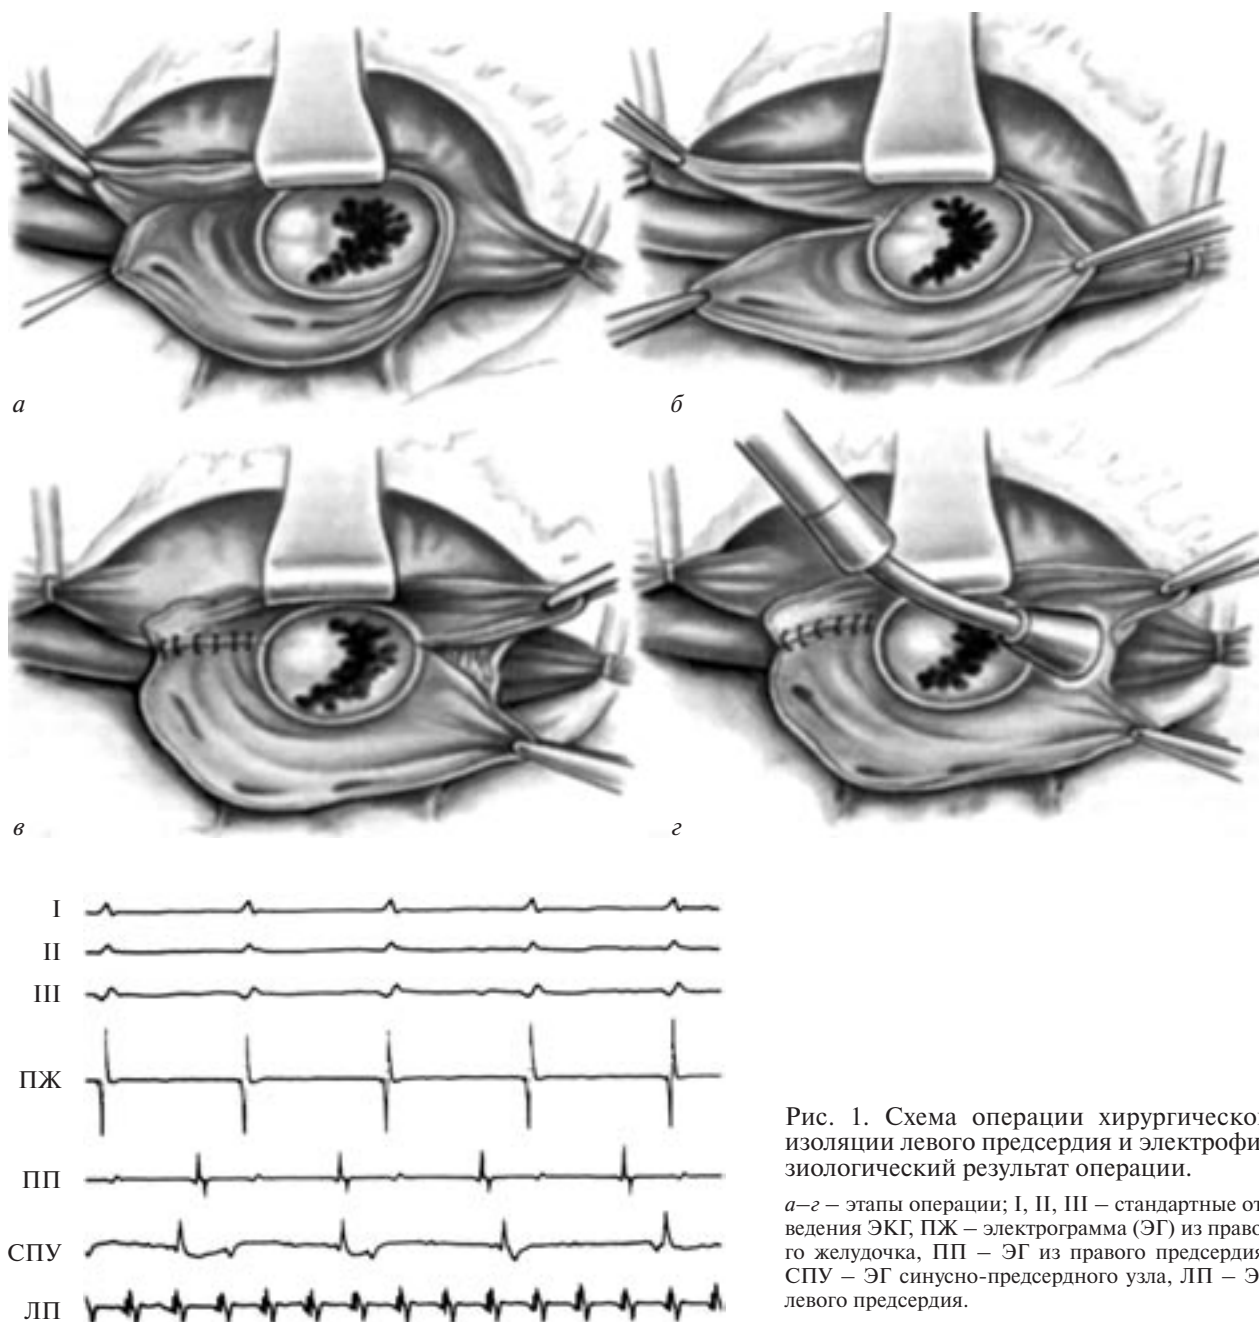 а
б
в
г
I
II
III
ПЖ
ПП
СПУ
ЛП
Рис. 1. Схема операции хирургическо
изоляции левого предсердия и электрофи
зиологический результат операции.
а–г – этапы операции; I, II, III – стандартные от
ведения ЭКГ, ПЖ – электрограмма (ЭГ) из право
го желудочка, ПП – ЭГ из правого предсердия
СПУ – ЭГ синусно-предсердного узла, ЛП – Э
левого предсердия.